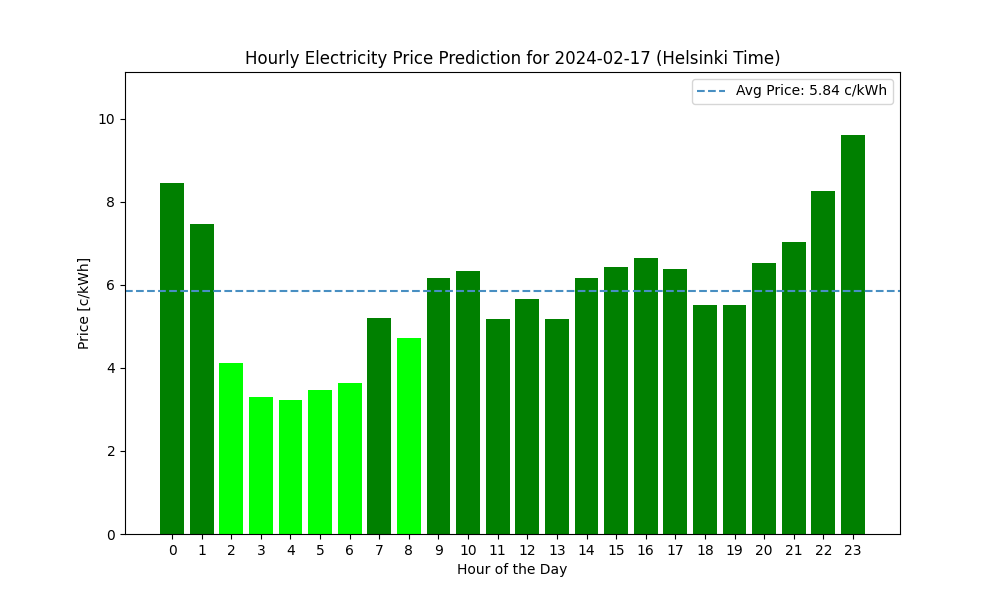 Hourly Electricity Price Prediction for 2024-02-17 (Helsinki Time)
Avg Price: 5.84 c/kWh
Price [c/kWh]
10
8
6
4
2
0
0 1 2 3 4 5 6 7 8 9 10 11 12 13 14 15 16 17 18 19 20 21 22 23
Hour of the Day